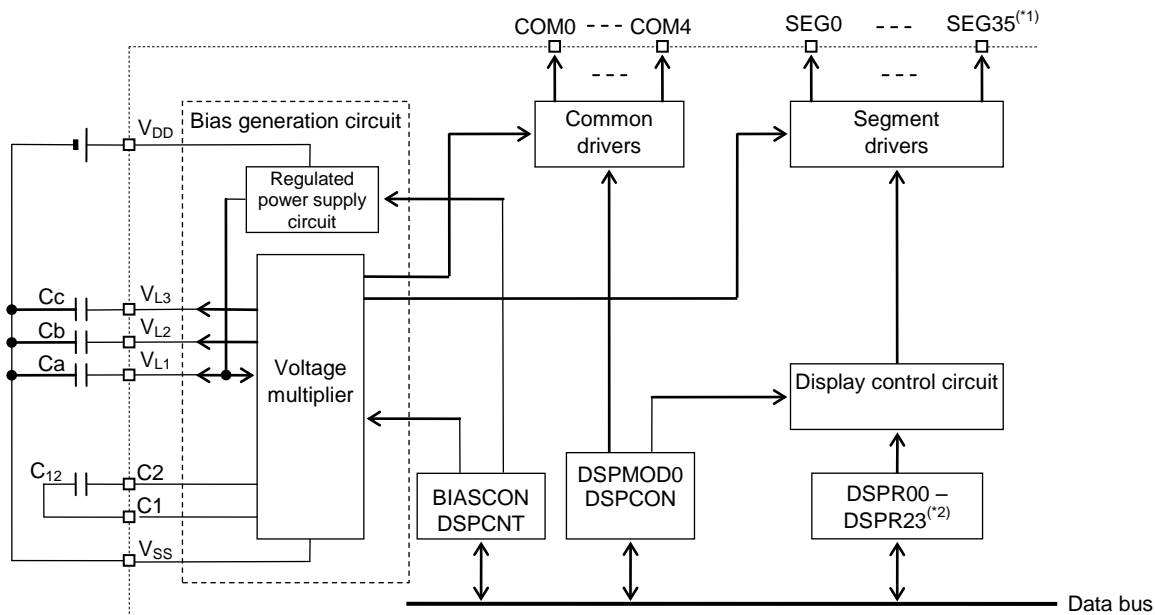 COM0 --- COM4 SEG0 --- SEG35(*1)
--- ---
Bias generation circuit
Common
drivers
Segment
drivers
VDD
Regulated
power supply
circuit
Cc VL3
Cb VL2
Ca VL1
Voltage
multiplier
Display control circuit
C12 C2
C1
VSS
BIASCON
DSPCNT
DSPMOD0
DSPCON
DSPR00 –
DSPR23(*2)
Data bus